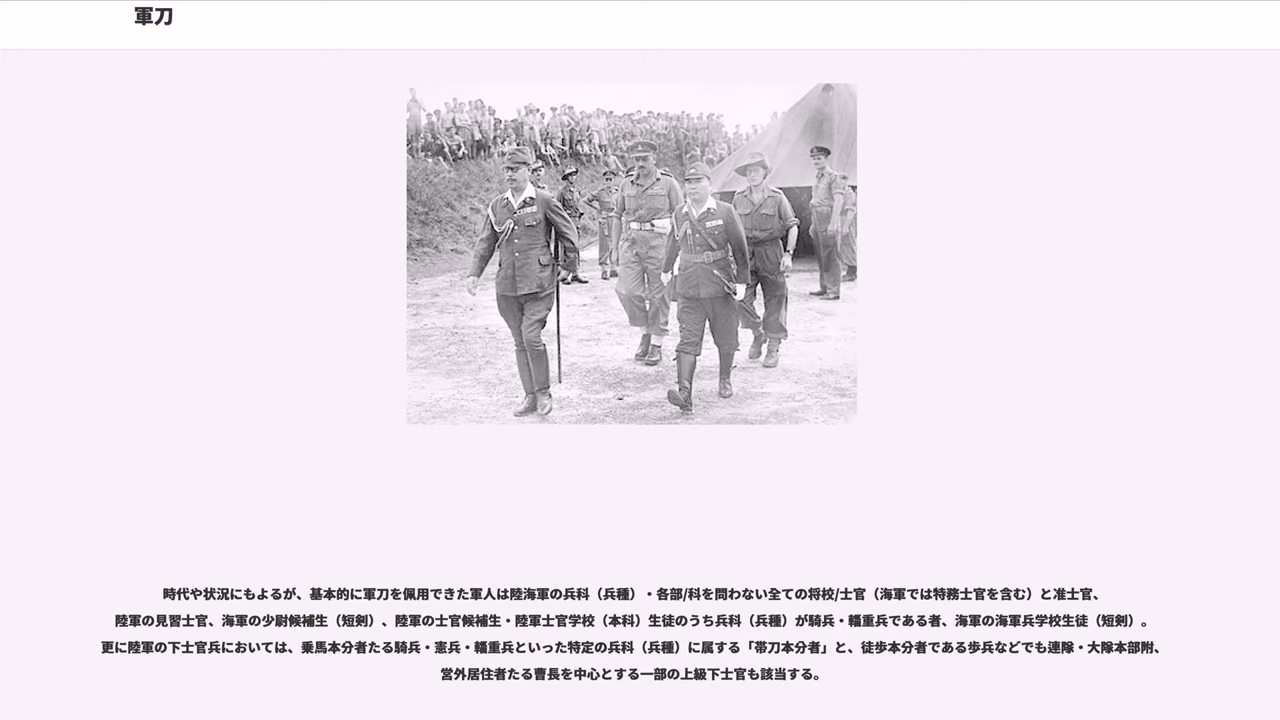 軍刀
時代や状況にもよるが、基本的に軍刀を佩用できた軍人は陸海軍の兵科（兵種）・各部/科を問わない全ての将校/士官（海軍では特務士官を含む）と准士官、
陸軍の見習士官、海軍の少尉候補生（短剣）、陸軍の士官候補生・陸軍士官学校（本科）生徒のうち兵科（兵種）が騎兵・輜重兵である者、海軍の海軍兵学校生徒（短剣）。
更に陸軍の下士官兵においては、乗馬本分者たる騎兵・憲兵・輜重兵といった特定の兵科（兵種）に属する「帯刀本分者」と、徒歩本分者である歩兵などでも連隊・大隊本部附、
営外居住者たる曹長を中心とする一部の上級下士官も該当する。